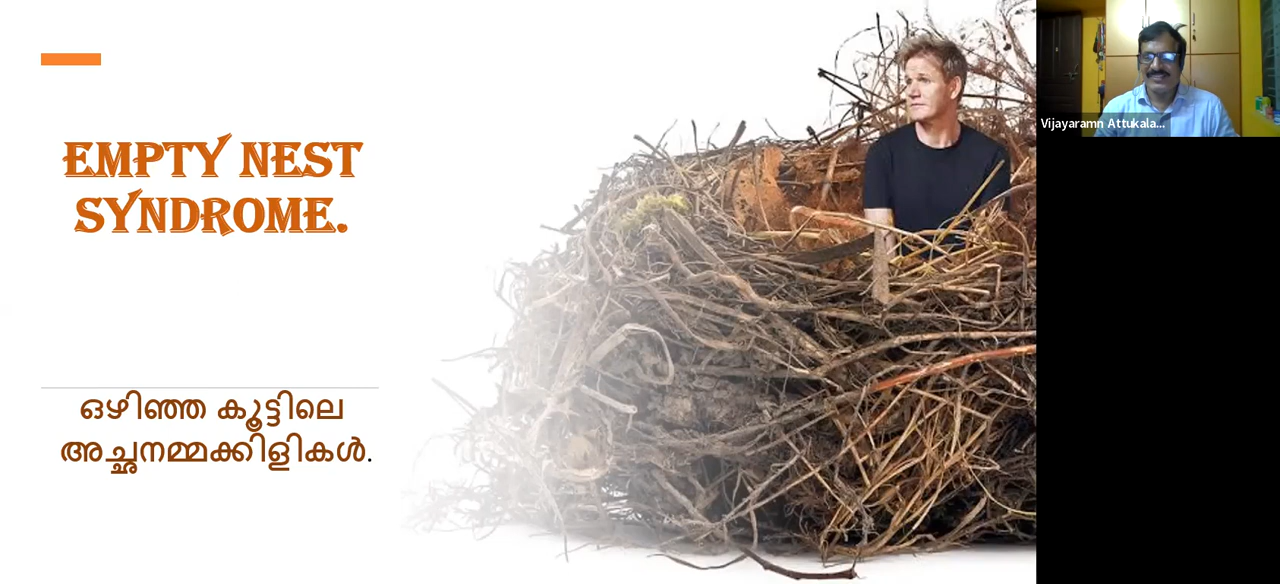 EMPTY NEST
SYNDROME.
ഒഴിഞ്ഞ കൂട്ടിലെ
അച്ഛനമ്മക്കിളികൾ.
Vijayaramn Attukala...